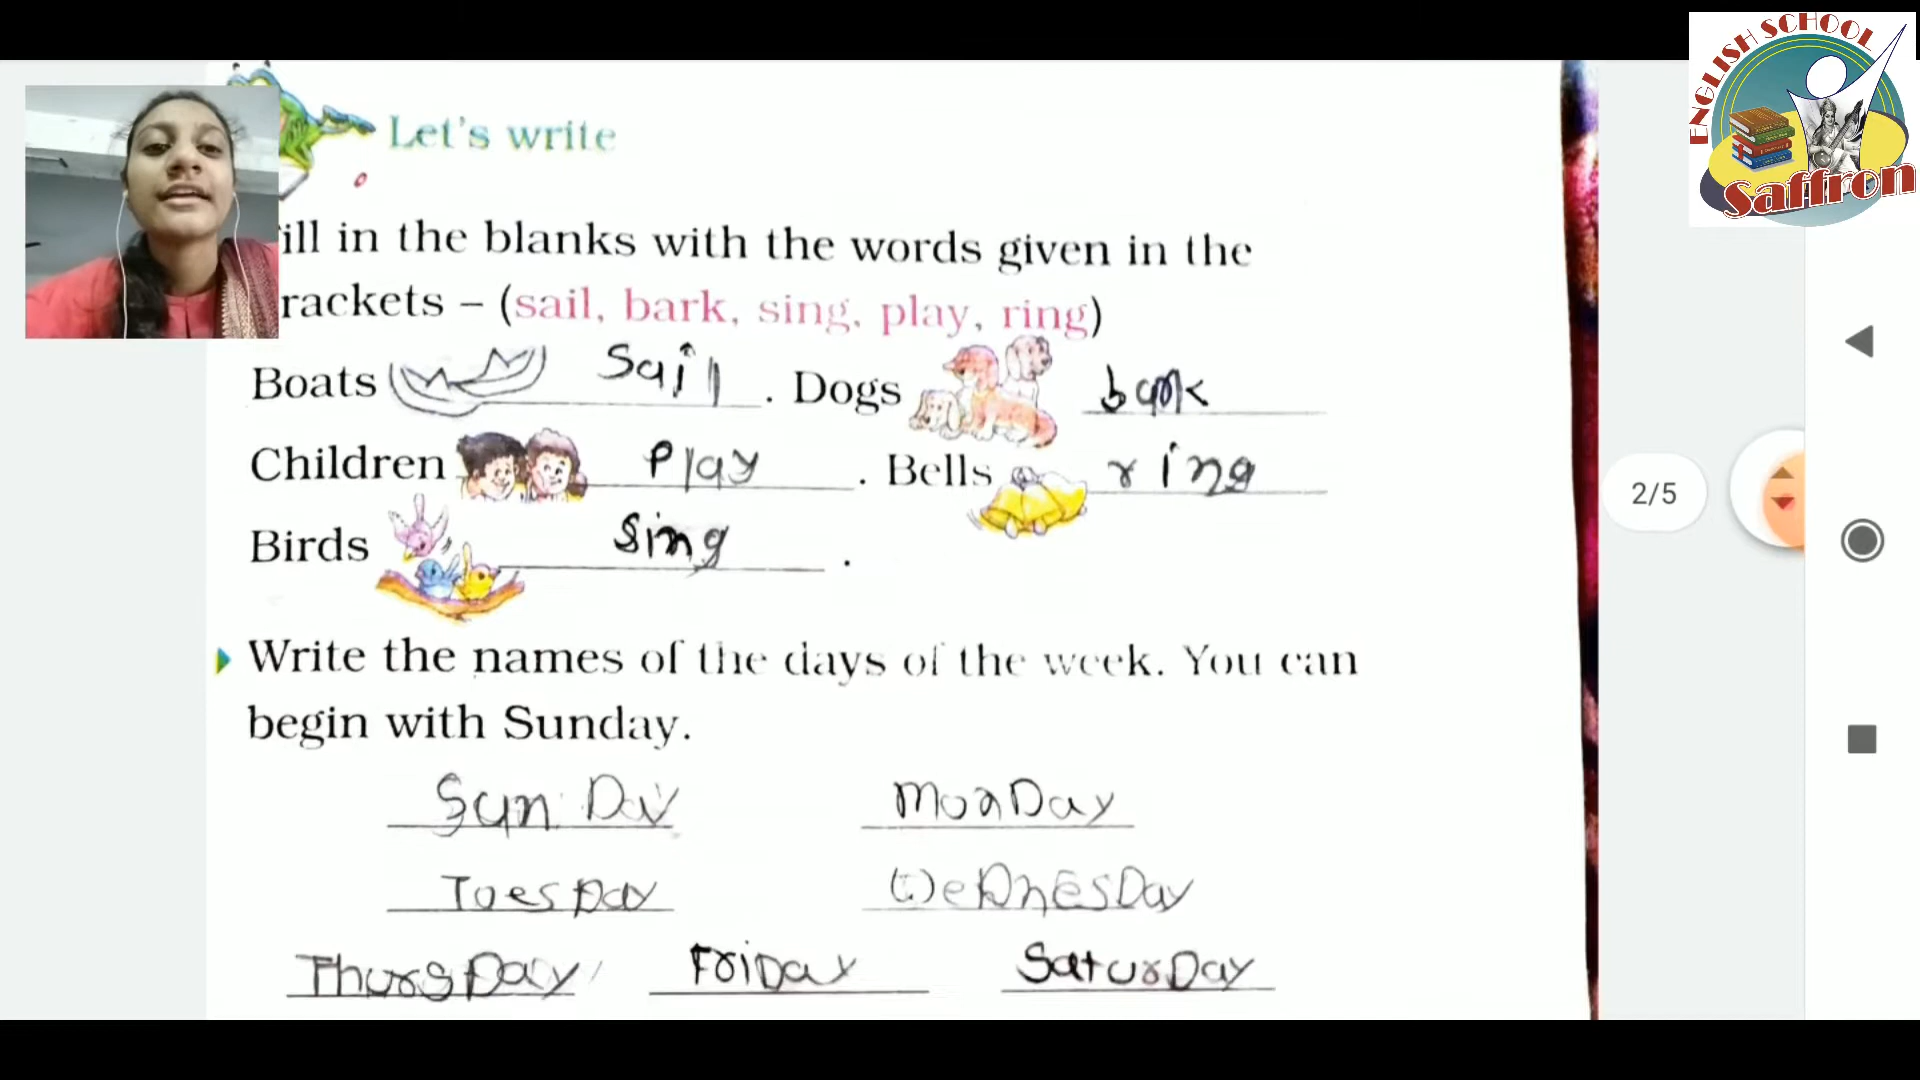 ENGLISH SCHOOL
Saffron
Let's write
ill in the blanks with the words given in the
rackets – (sail, bark, sing, play, ring)
Boats Sail . Dogs bark
Children Play . Bells ring
Birds Sing .
Write the names of the days of the week. You can
begin with Sunday.
Sun Day MonDay
Tues Day WeDnesDay
ThursDay FriDay SaturDay
2/5